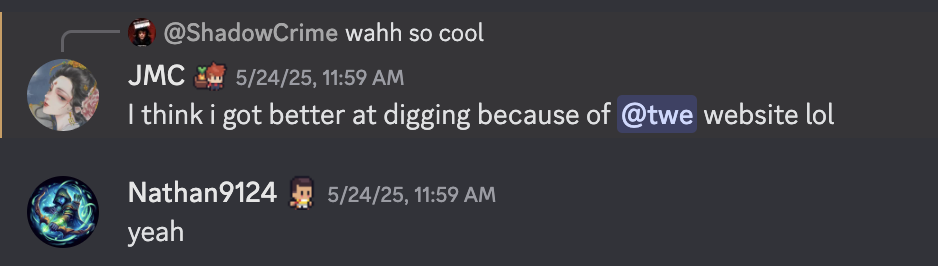 @ShadowCrime wahh so cool
JMC 5/24/25, 11:59 AM
I think i got better at digging because of @twe website lol
Nathan9124 5/24/25, 11:59 AM
yeah